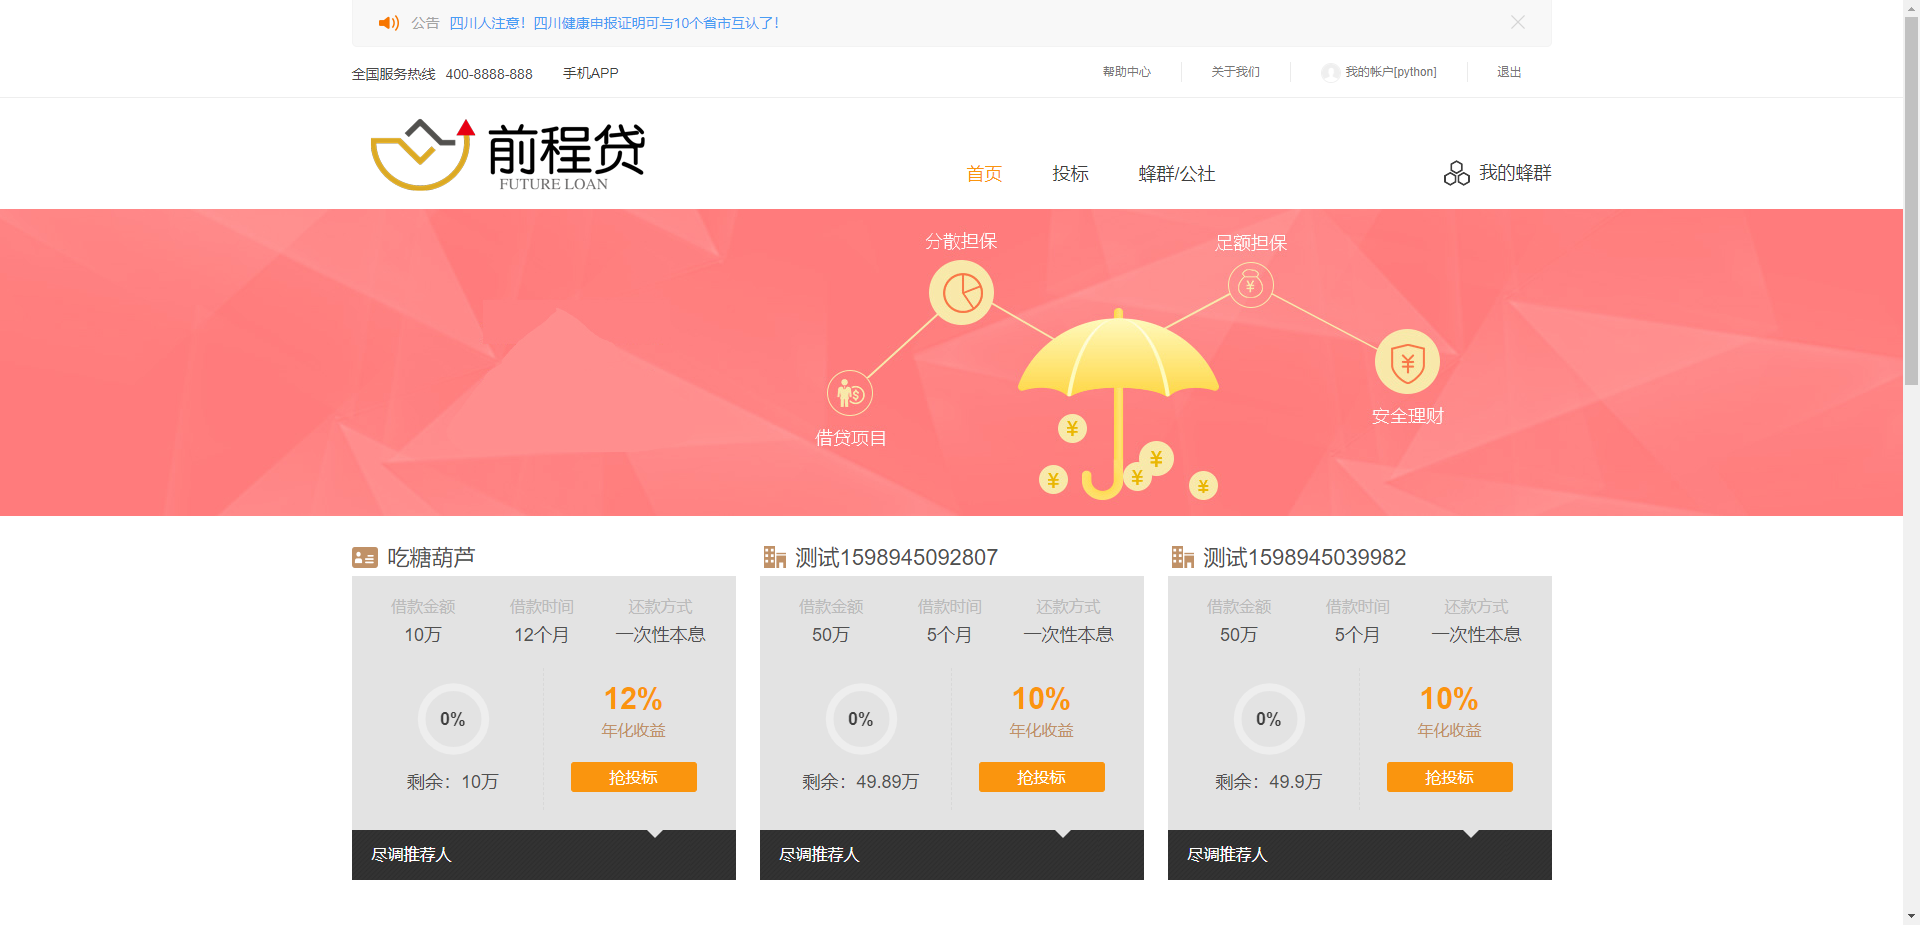 公告 四川人注意！四川健康申报证明可与10个省市互认了！
全国服务热线 400-8888-888 手机APP 帮助中心 关于我们 我的帐户[python] 退出
前程贷
FUTURE LOAN
首页 投标 蜂群/公社 我的蜂群
分散担保 足额担保
安全理财
借贷项目
吃糖葫芦 测试1598945092807 测试1598945039982
借款金额 借款时间 还款方式 借款金额 借款时间 还款方式 借款金额 借款时间 还款方式
10万 12个月 一次性本息 50万 5个月 一次性本息 50万 5个月 一次性本息
0% 12% 0% 10% 0% 10%
年化收益 年化收益 年化收益
剩余：10万 抢投标 剩余：49.89万 抢投标 剩余：49.9万 抢投标
尽调推荐人 尽调推荐人 尽调推荐人